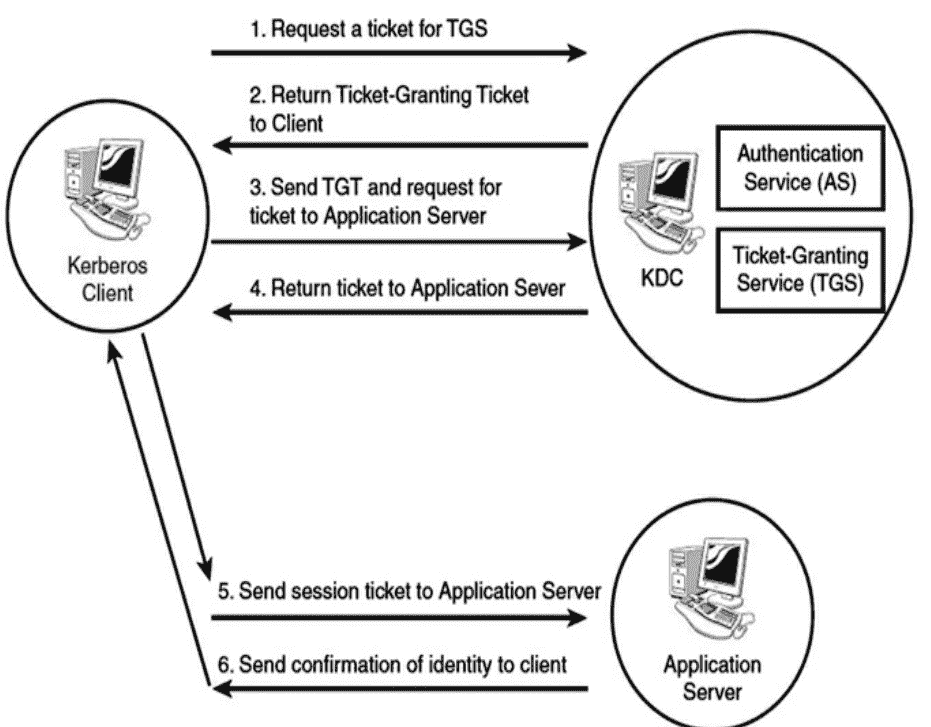 1. Request a ticket for TGS
2. Return Ticket-Granting Ticket
to Client
3. Send TGT and request for
ticket to Application Server
4. Return ticket to Application Sever
Kerberos
Client
KDC
Authentication
Service (AS)
Ticket-Granting
Service (TGS)
5. Send session ticket to Application Server
6. Send confirmation of identity to client
Application
Server